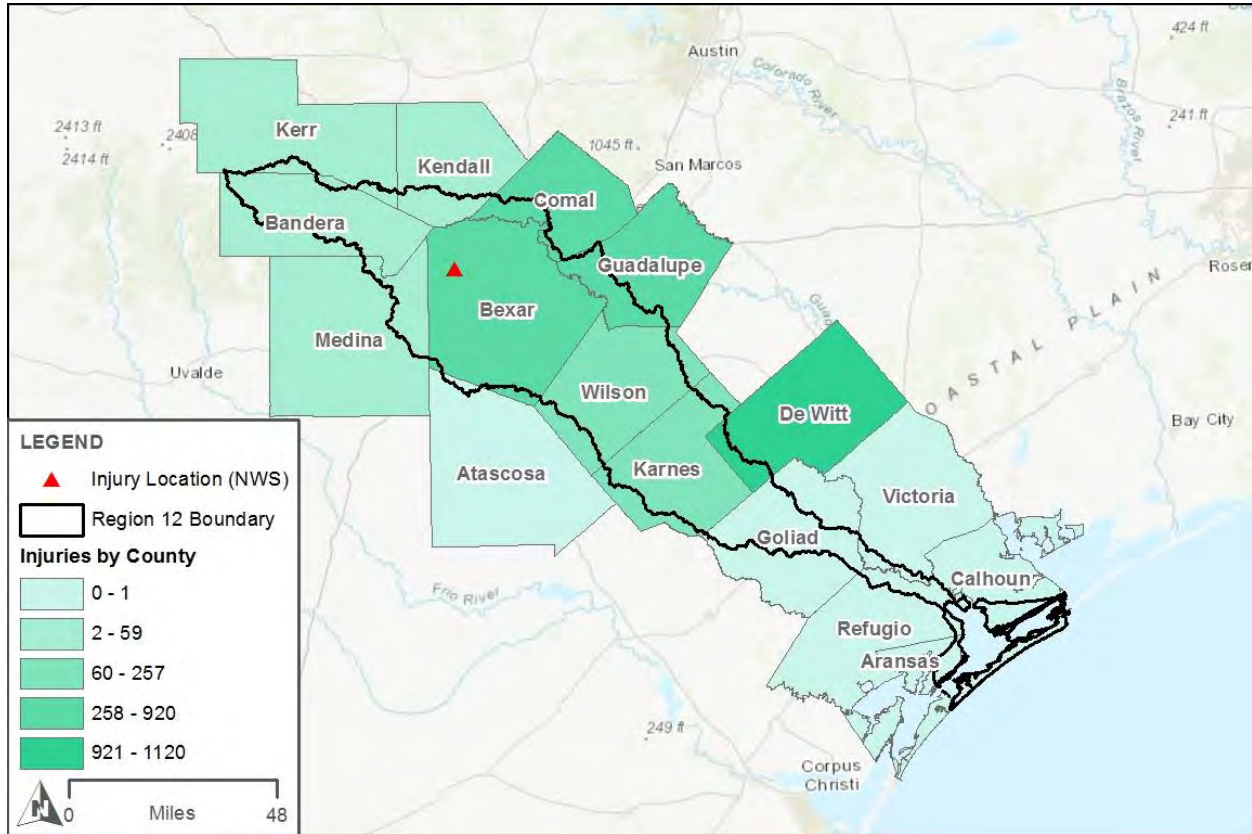 Austin
424 ft
Colorado River
Brazos River
241 ft
2413 ft
2408
2414 ft
Kerr
1045 ft
San Marcos
Kendall
Comal
Bandera
Guadalupe
Rosen
COASTAL PLAIN
Bexar
Medina
Uvalde
Wilson
De Witt
Bay City
Karnes
Atascosa
Victoria
Goliad
Calhoun
Frio River
Refugio
Aransas
249 ft
Corpus
Christi
LEGEND
Injury Location (NWS)
Region 12 Boundary
Injuries by County
0 - 1
2 - 59
60 - 257
258 - 920
921 - 1120
N
0 Miles 48